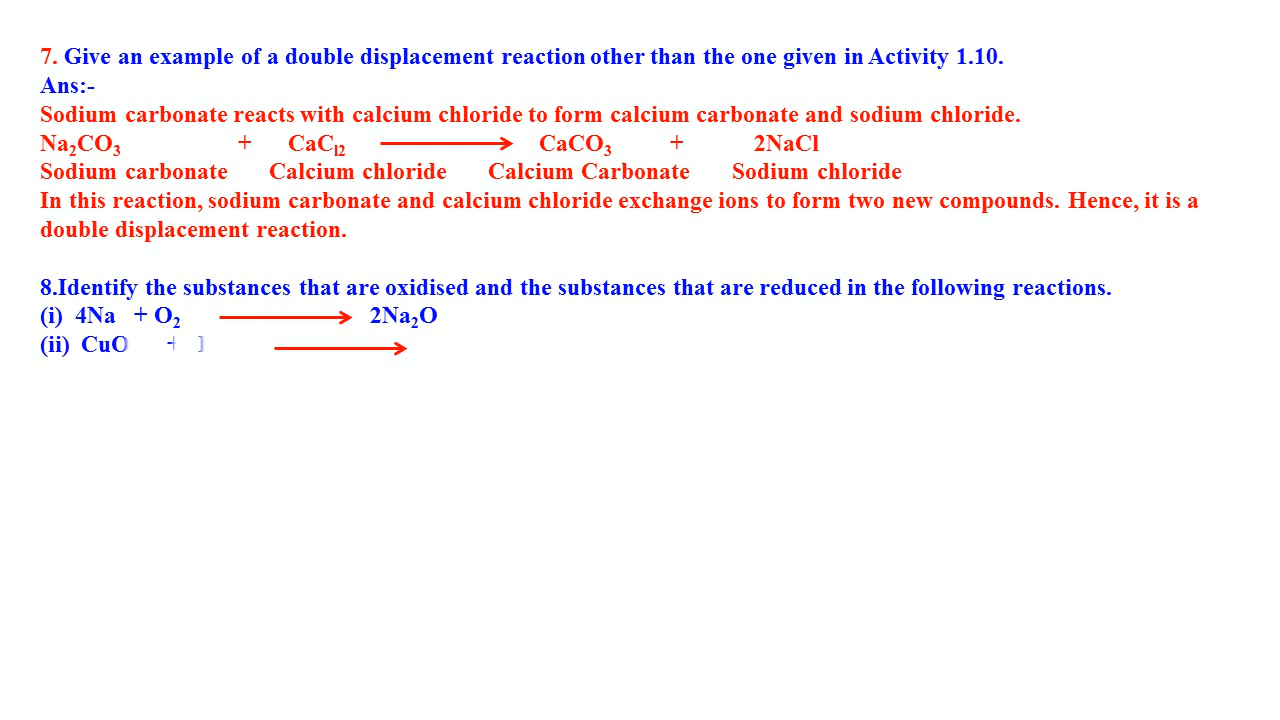 7. Give an example of a double displacement reaction other than the one given in Activity 1.10.
Ans:-
Sodium carbonate reacts with calcium chloride to form calcium carbonate and sodium chloride.
Na₂CO₃ + CaCl₂ ⟶ CaCO₃ + 2NaCl
Sodium carbonate Calcium chloride Calcium Carbonate Sodium chloride
In this reaction, sodium carbonate and calcium chloride exchange ions to form two new compounds. Hence, it is a
double displacement reaction.
8.Identify the substances that are oxidised and the substances that are reduced in the following reactions.
(i) 4Na + O₂ ⟶ 2Na₂O
(ii) CuO + ⟶